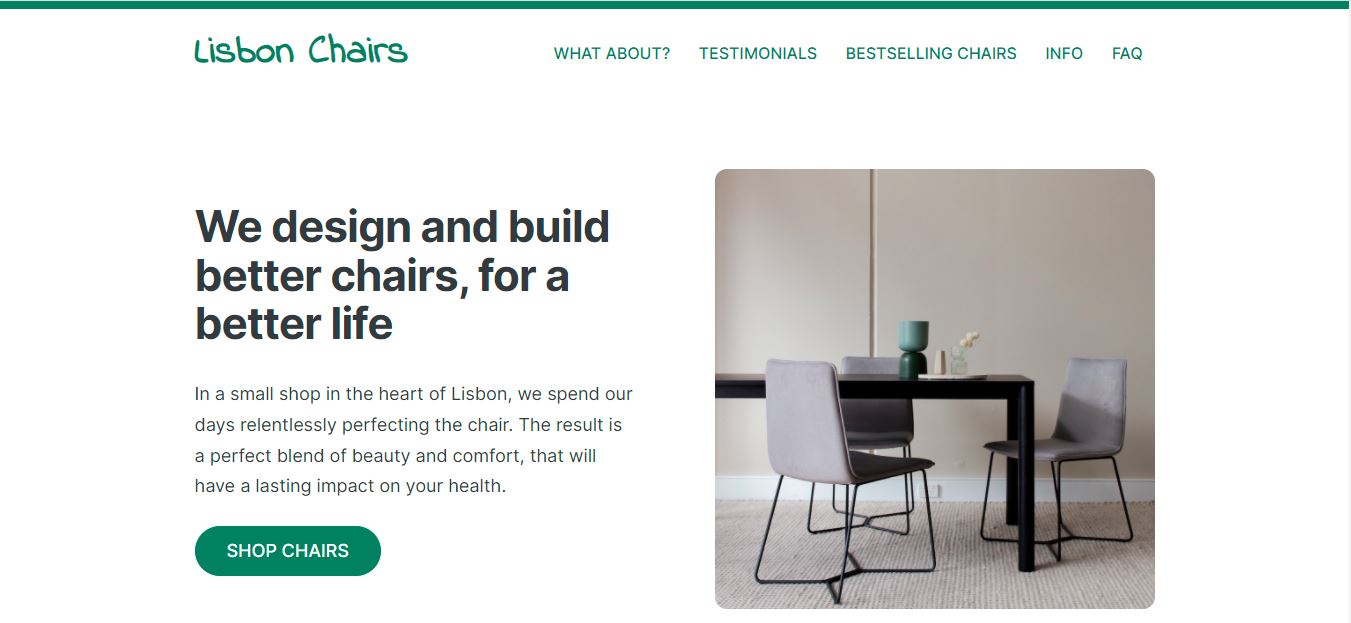 Lisbon Chairs
WHAT ABOUT? TESTIMONIALS BESTSELLING CHAIRS INFO FAQ
We design and build
better chairs, for a
better life
In a small shop in the heart of Lisbon, we spend our
days relentlessly perfecting the chair. The result is
a perfect blend of beauty and comfort, that will
have a lasting impact on your health.
SHOP CHAIRS